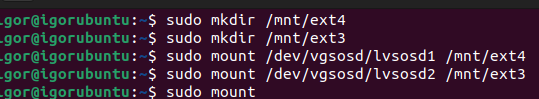 igor@igorubuntu:~$ sudo mkdir /mnt/ext4
igor@igorubuntu:~$ sudo mkdir /mnt/ext3
igor@igorubuntu:~$ sudo mount /dev/vgsosd/lvsosd1 /mnt/ext4
igor@igorubuntu:~$ sudo mount /dev/vgsosd/lvsosd2 /mnt/ext3
igor@igorubuntu:~$ sudo mount